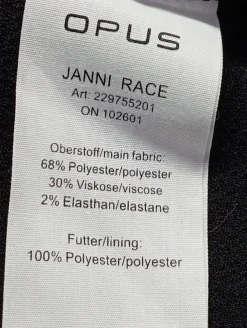 OPUS
JANNI RACE
Art: 229755201
ON 102601
Oberstoff/main fabric:
68% Polyester/polyester
30% Viskose/viscose
2% Elasthan/elastane
Futter/lining:
100% Polyester/polyester